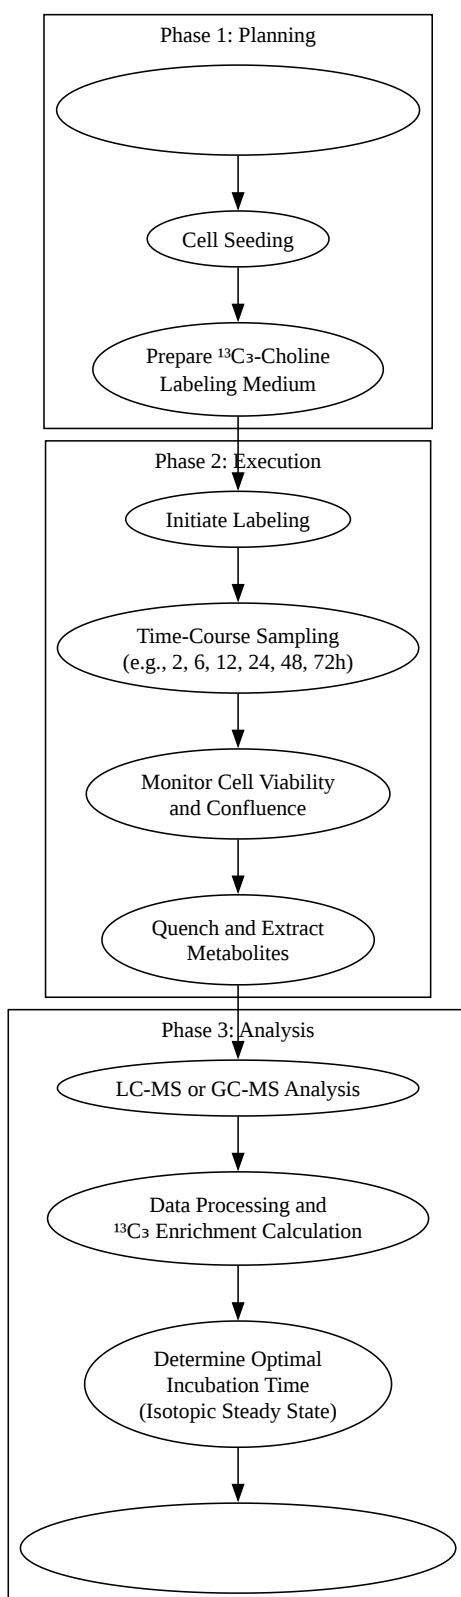 Phase 1: Planning
Cell Seeding
Prepare ¹³C₃-Choline
Labeling Medium
Phase 2: Execution
Initiate Labeling
Time-Course Sampling
(e.g., 2, 6, 12, 24, 48, 72h)
Monitor Cell Viability
and Confluence
Quench and Extract
Metabolites
Phase 3: Analysis
LC-MS or GC-MS Analysis
Data Processing and
¹³C₃ Enrichment Calculation
Determine Optimal
Incubation Time
(Isotopic Steady State)